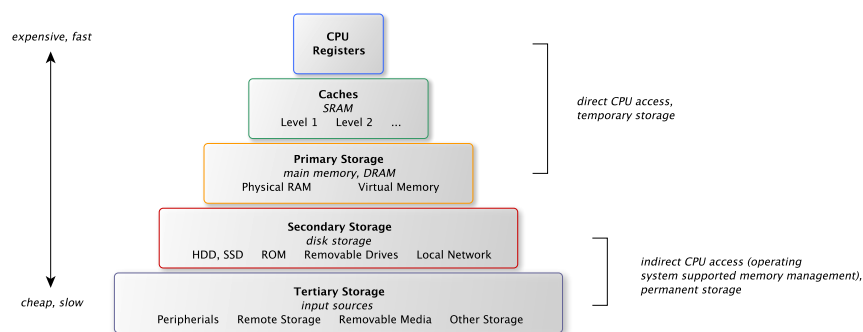 expensive, fast
CPU
Registers
Caches
SRAM
Level 1 Level 2 ...
direct CPU access,
temporary storage
Primary Storage
main memory, DRAM
Physical RAM Virtual Memory
Secondary Storage
disk storage
HDD, SSD ROM Removable Drives Local Network
indirect CPU access (operating
system supported memory management),
permanent storage
Tertiary Storage
input sources
Peripherials Remote Storage Removable Media Other Storage
cheap, slow